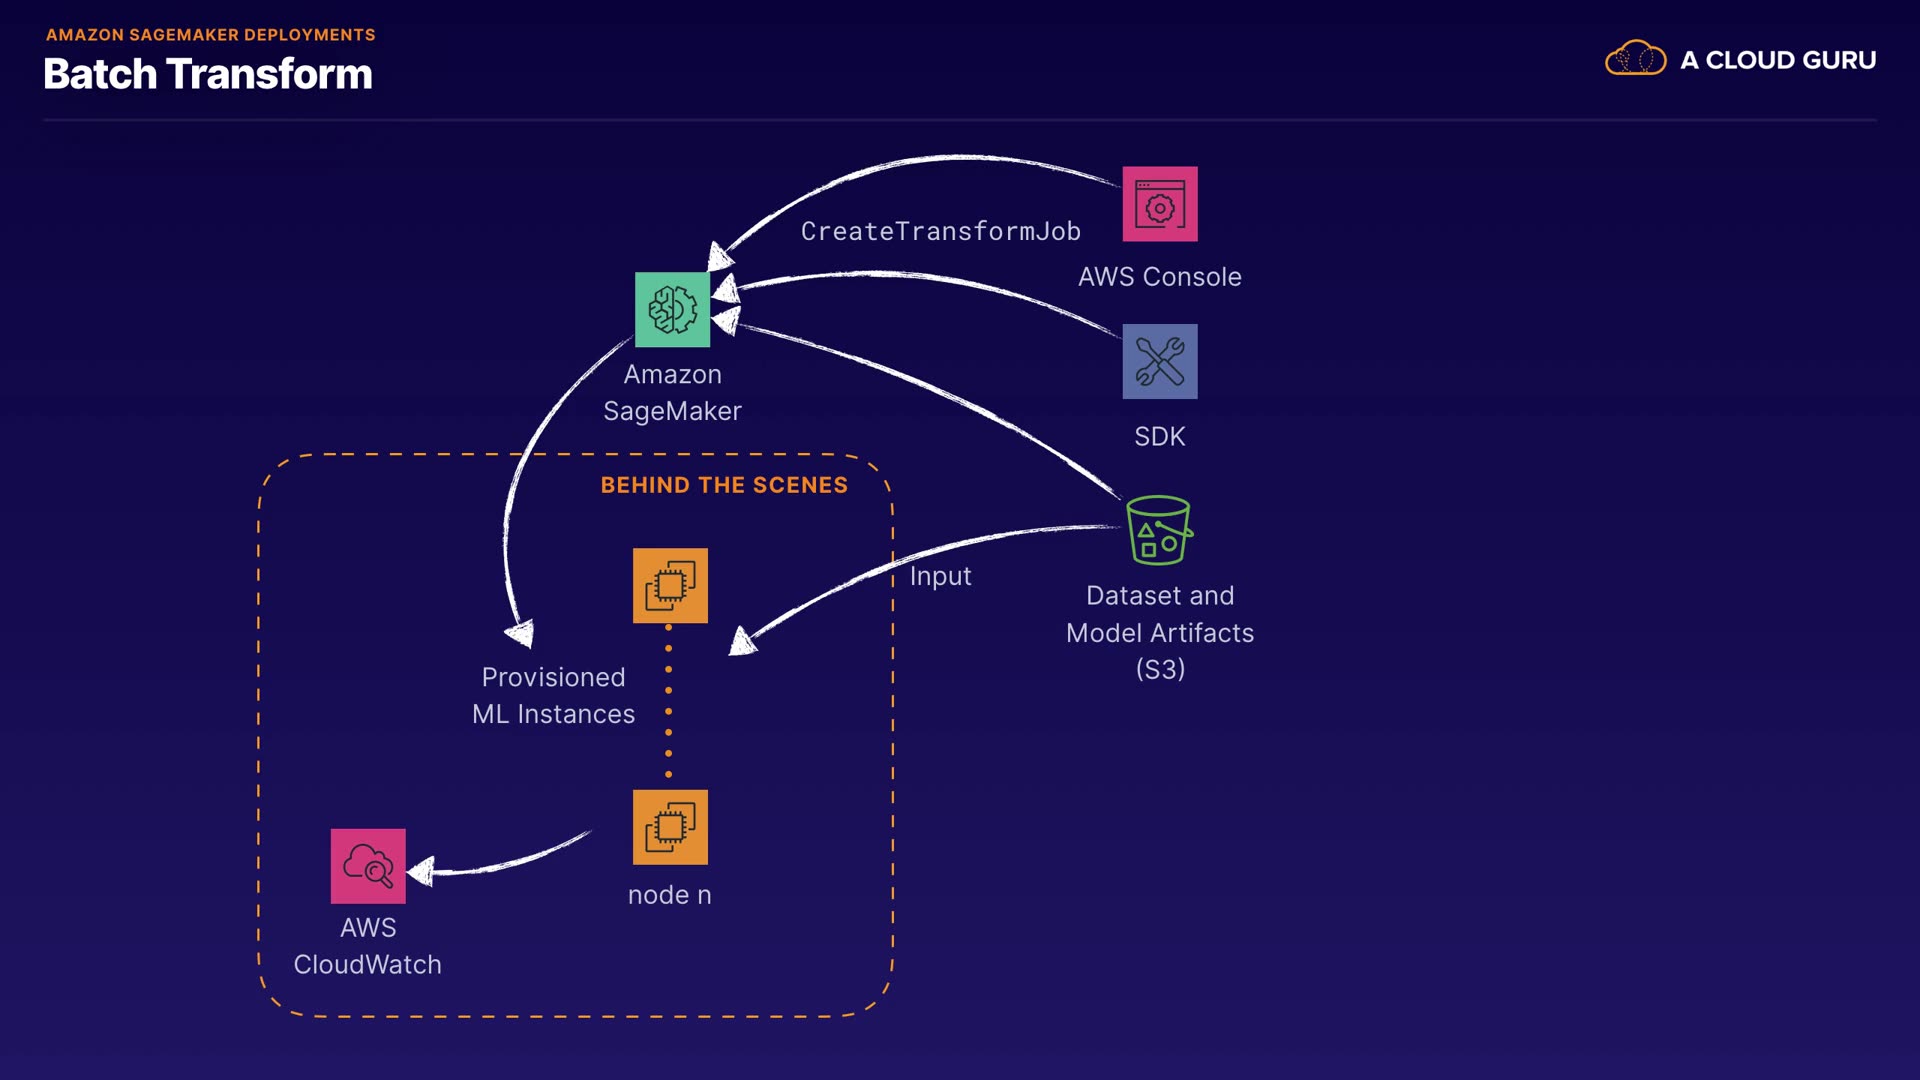 AMAZON SAGEMAKER DEPLOYMENTS
Batch Transform
A CLOUD GURU
CreateTransformJob
AWS Console
Amazon
SageMaker
SDK
BEHIND THE SCENES
Input
Dataset and
Model Artifacts
(S3)
Provisioned
ML Instances
node n
AWS
CloudWatch